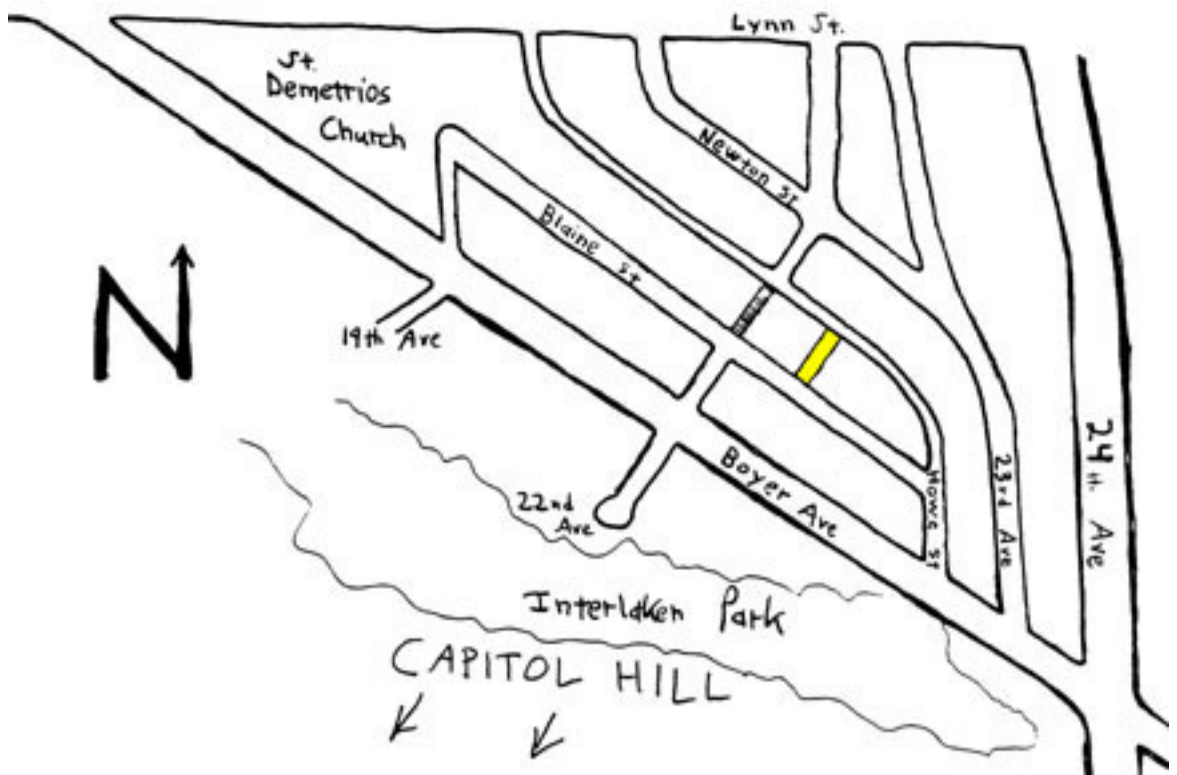 Lynn St.
St.
Demetrios
Church
Newton St
Blaine St
N
19th Ave
24th Ave
Boyer Ave
Howe St
23rd Ave
22nd
Ave
Interlaken Park
CAPITOL HILL